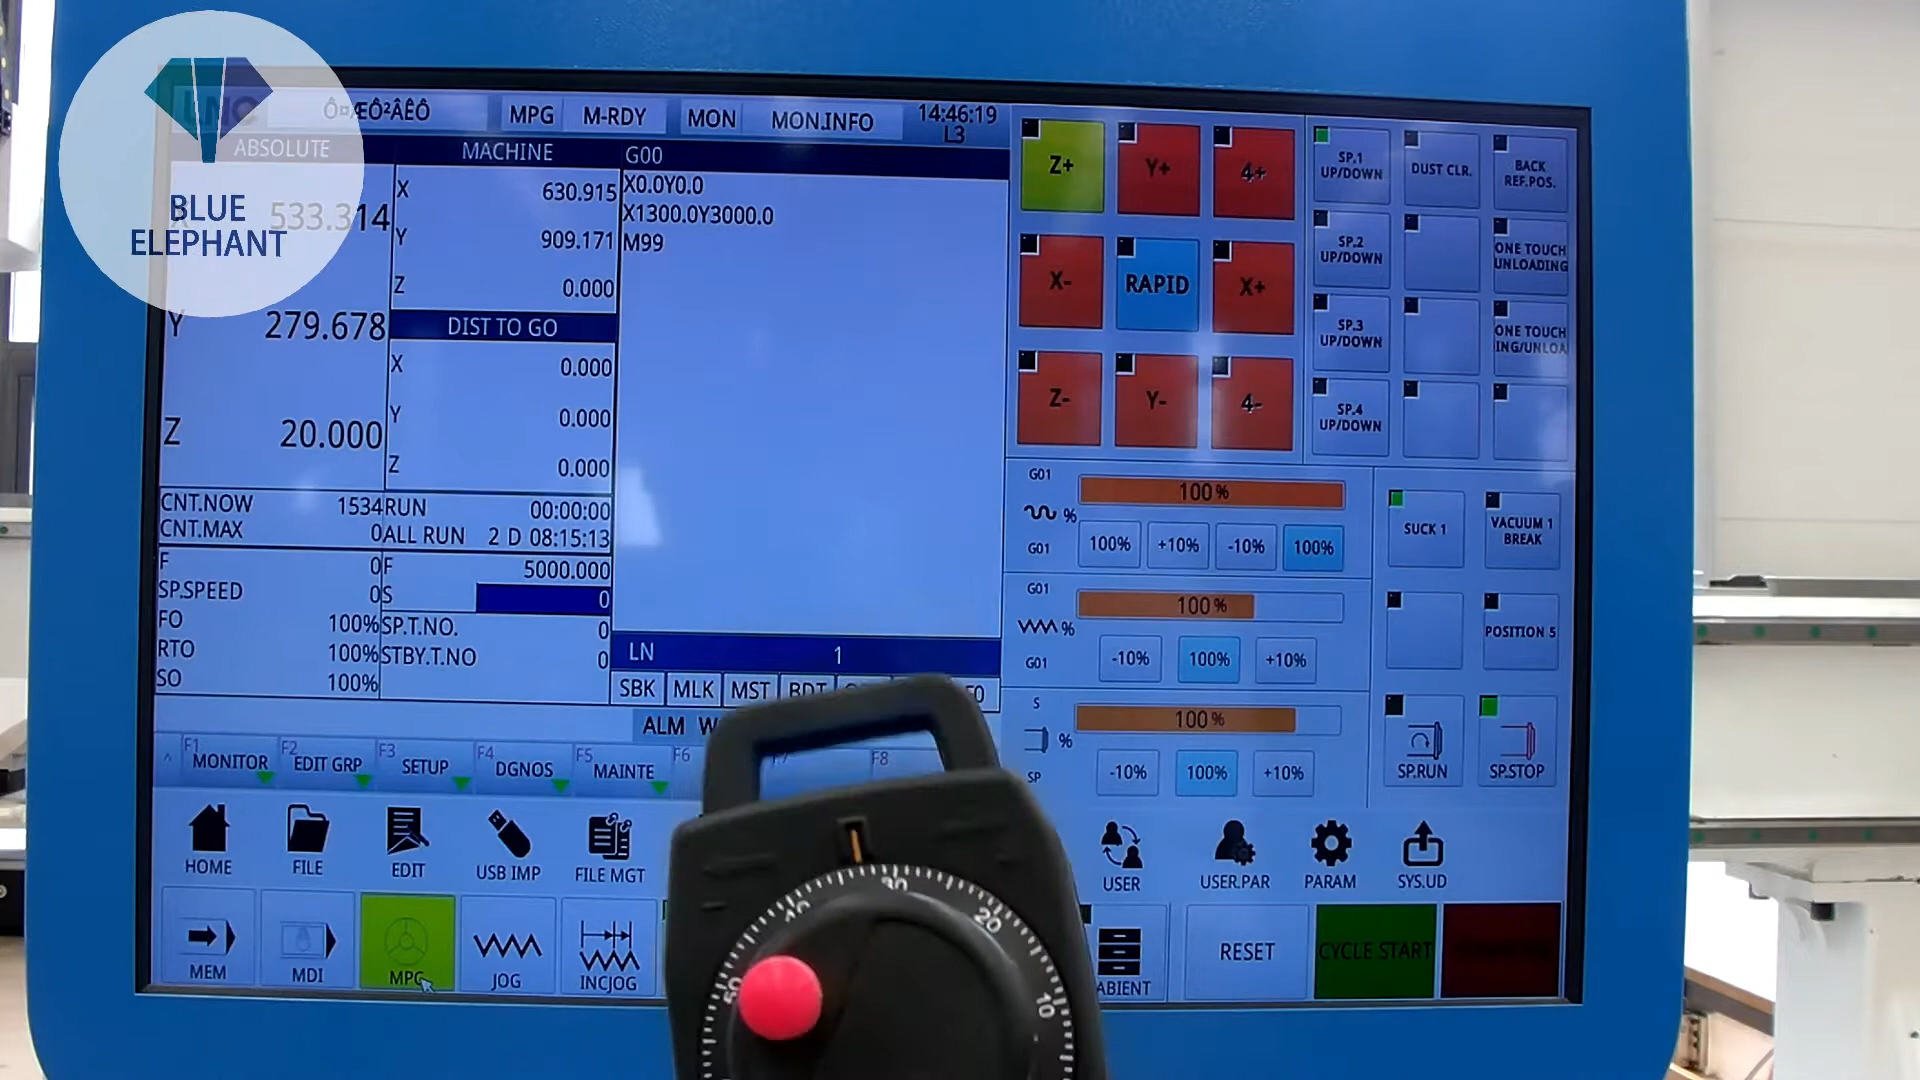 BLUE
ELEPHANT
Ô¤ÆÔ²ÂÊÔ
MPG
M-RDY
MON
MON.INFO
14:46:19
L3
ABSOLUTE
X 533.314
Y 279.678
Z 20.000
MACHINE
X 630.915
Y 909.171
Z 0.000
DIST TO GO
X 0.000
Y 0.000
Z 0.000
G00
X0.0Y0.0
X1300.0Y3000.0
M99
CNT.NOW 1534
CNT.MAX 0
RUN 00:00:00
ALL RUN 2 D 08:15:13
F 0
SP.SPEED 0
FO 100%
RTO 100%
SO 100%
F 5000.000
S 0
SP.T.NO. 0
STBY.T.NO 0
LN 1
SBK MLK MST BDT
ALM
F1 MONITOR
F2 EDIT GRP
F3 SETUP
F4 DGNOS
F5 MAINTE
F6
F7
F8
HOME
FILE
EDIT
USB IMP
FILE MGT
USER
USER.PAR
PARAM
SYS.UD
MEM
MDI
MPG
JOG
INCJOG
RESET
CYCLE START
Z+
Y+
4+
X-
RAPID
X+
Z-
Y-
4-
SP.1
UP/DOWN
DUST CLR.
BACK
REF.POS.
SP.2
UP/DOWN
ONE TOUCH
UNLOADING
SP.3
UP/DOWN
ONE TOUCH
ING/UNLOA
SP.4
UP/DOWN
G01
100%
%
G01
100% +10% -10% 100%
G01
100%
%
G01
-10% 100% +10%
S
100%
%
SP
-10% 100% +10%
SUCK 1
VACUUM 1
BREAK
POSITION 5
SP.RUN
SP.STOP
50
40
30
20
10